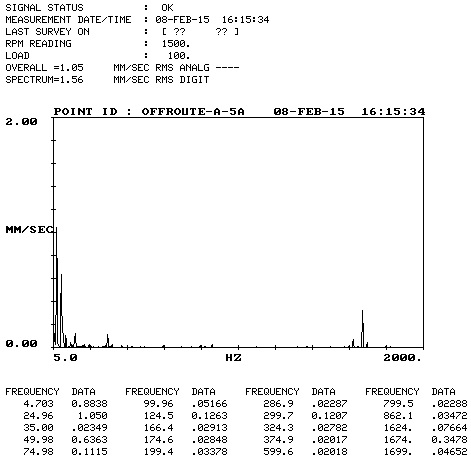 SIGNAL STATUS : OK
MEASUREMENT DATE/TIME : 08-FEB-15 16:15:34
LAST SURVEY ON : [ ?? ?? ]
RPM READING : 1500.
LOAD : 100.
OVERALL =1.05 MM/SEC RMS ANALG ----
SPECTRUM=1.56 MM/SEC RMS DIGIT
POINT ID : OFFROUTE-A-5A 08-FEB-15 16:15:34
2.00
MM/SEC
0.00
5.0 HZ 2000.
FREQUENCY DATA FREQUENCY DATA FREQUENCY DATA FREQUENCY DATA
4.703 0.8838 99.96 .05166 286.9 .02287 799.5 .02288
24.96 1.050 124.5 0.1263 299.7 0.1207 862.1 .03472
35.00 .02349 166.4 .02913 324.3 .02782 1624. .07664
49.98 0.6363 174.6 .02848 374.9 .02017 1674. 0.3478
74.98 0.1115 199.4 .03378 599.6 .02018 1699. .04652